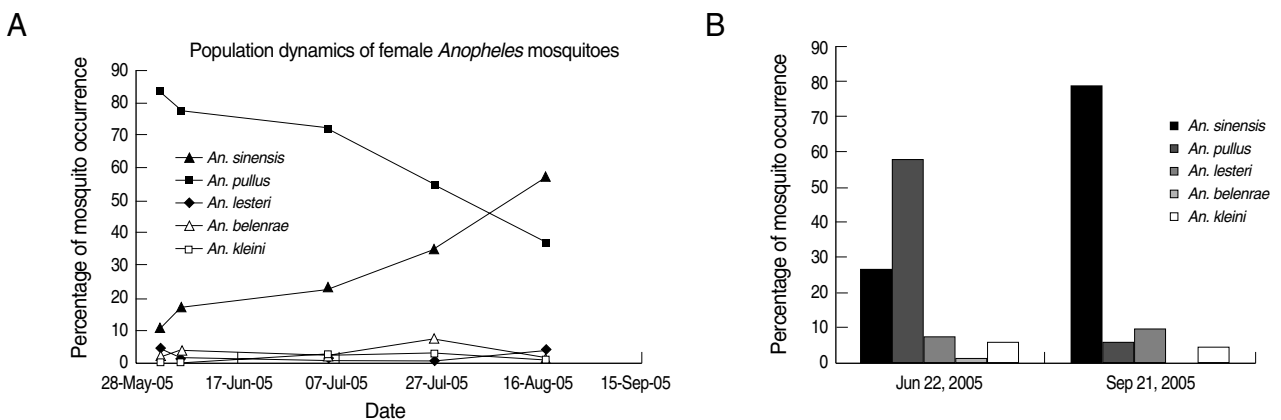 A
Population dynamics of female Anopheles mosquitoes
Percentage of mosquito occurrence
90
80
70
60
50
40
30
20
10
0
An. sinensis
An. pullus
An. lesteri
An. belenrae
An. kleini
28-May-05 17-Jun-05 07-Jul-05 27-Jul-05 16-Aug-05 15-Sep-05
Date
B
Percentage of mosquito occurrence
90
80
70
60
50
40
30
20
10
0
An. sinensis
An. pullus
An. lesteri
An. belenrae
An. kleini
Jun 22, 2005 Sep 21, 2005